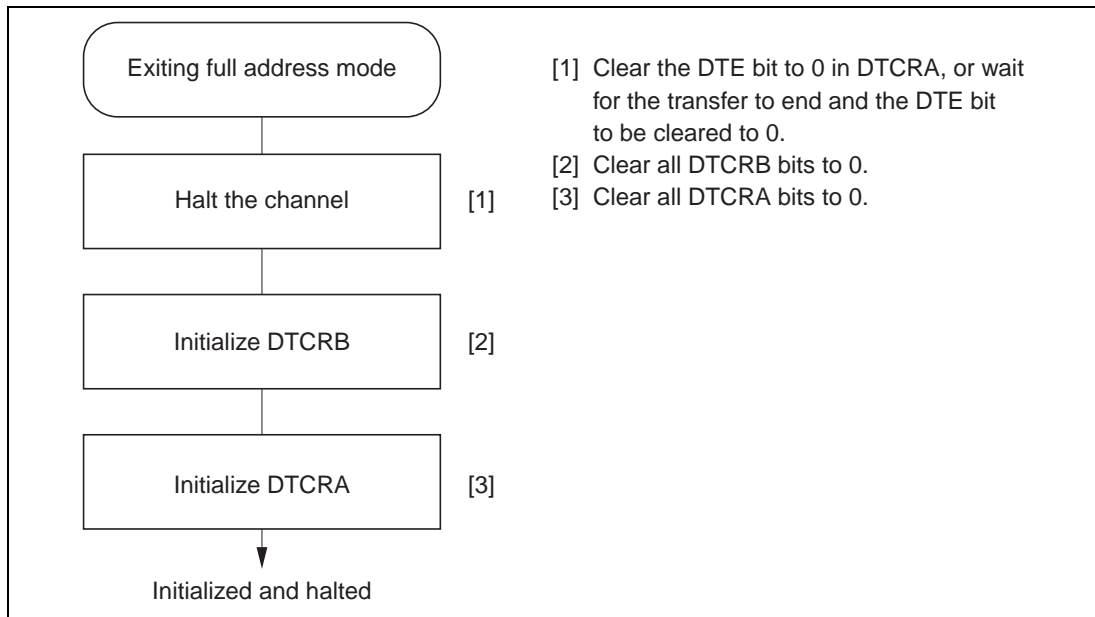 Exiting full address mode
Halt the channel
[1]
Initialize DTCRB
[2]
Initialize DTCRA
[3]
Initialized and halted
[1] Clear the DTE bit to 0 in DTCRA, or wait
for the transfer to end and the DTE bit
to be cleared to 0.
[2] Clear all DTCRB bits to 0.
[3] Clear all DTCRA bits to 0.